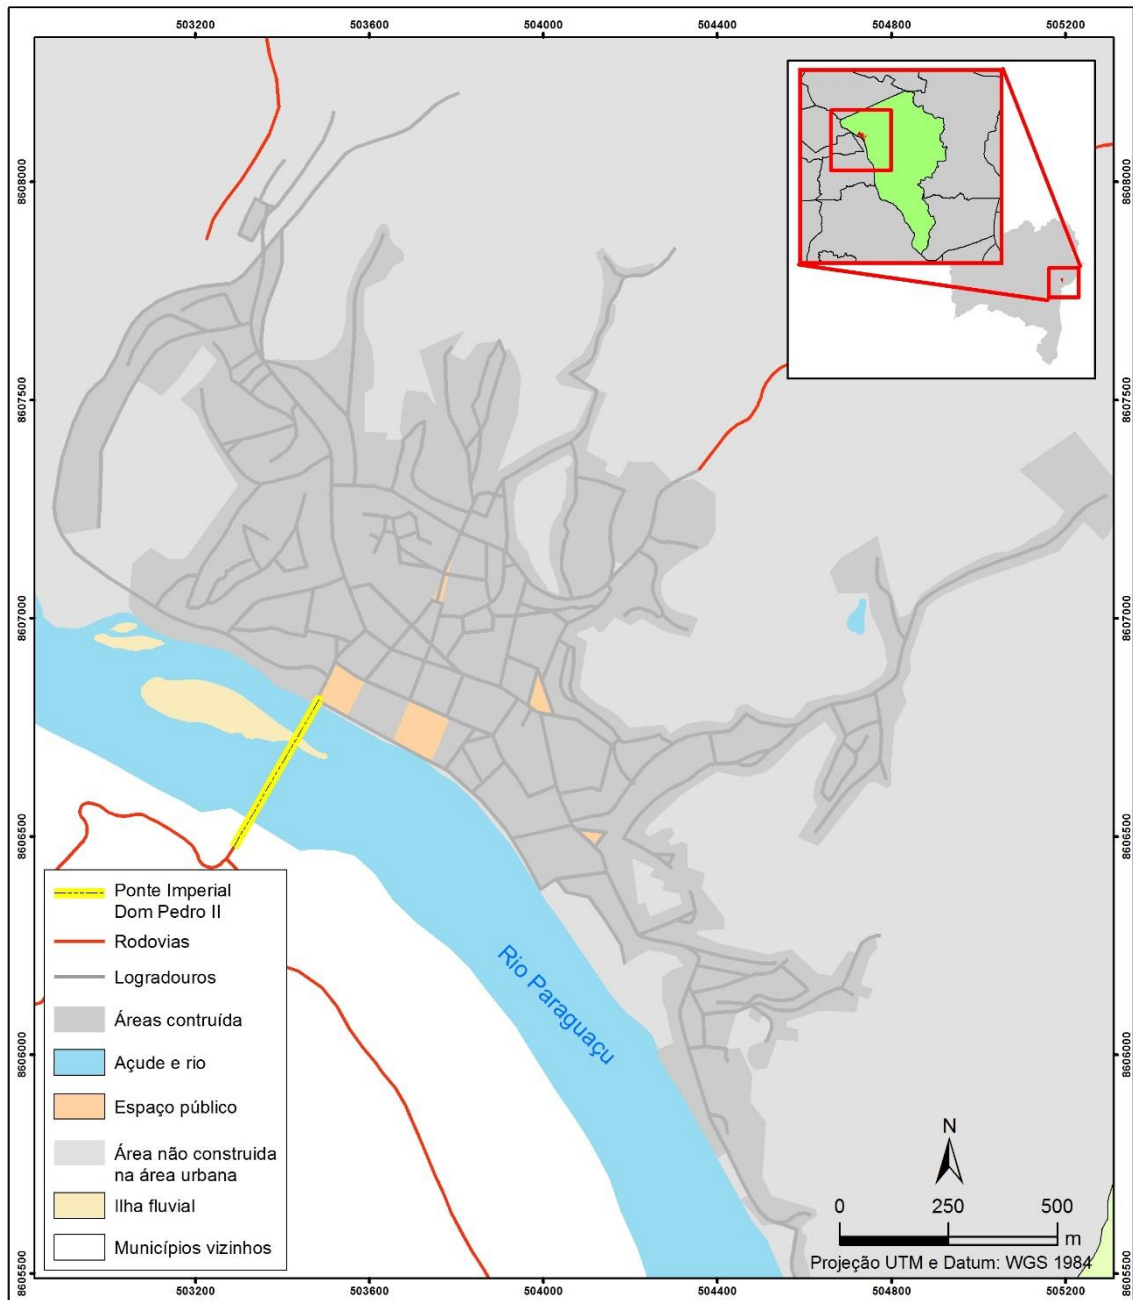 503200 503600 504000 504400 504800 505200
8608000 8608000
8607500 8607500
8607000 8607000
8606500 8606500
8606000 8606000
8605500 8605500
Rio Paraguaçu
Ponte Imperial
Dom Pedro II
Rodovias
Logradouros
Áreas contruída
Açude e rio
Espaço público
Área não construida
na área urbana
Ilha fluvial
Municípios vizinhos
N
0 250 500
m
Projeção UTM e Datum: WGS 1984
503200 503600 504000 504400 504800 505200